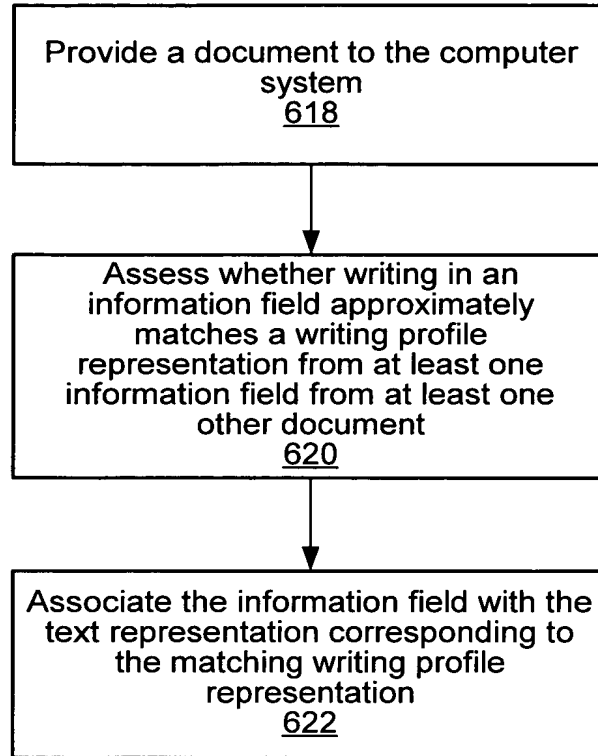 Provide a document to the computer
system
618
Assess whether writing in an
information field approximately
matches a writing profile
representation from at least one
information field from at least one
other document
620
Associate the information field with the
text representation corresponding to
the matching writing profile
representation
622